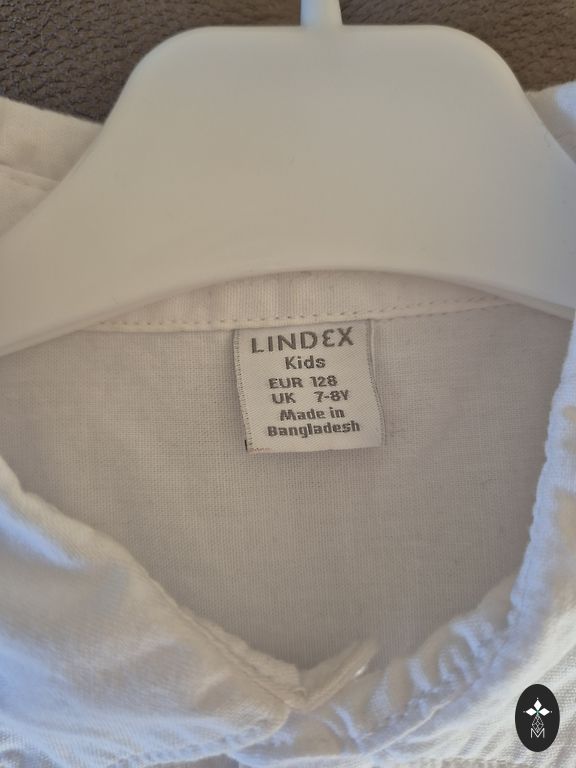 LINDEX
Kids
EUR 128
UK 7-8Y
Made in
Bangladesh
M